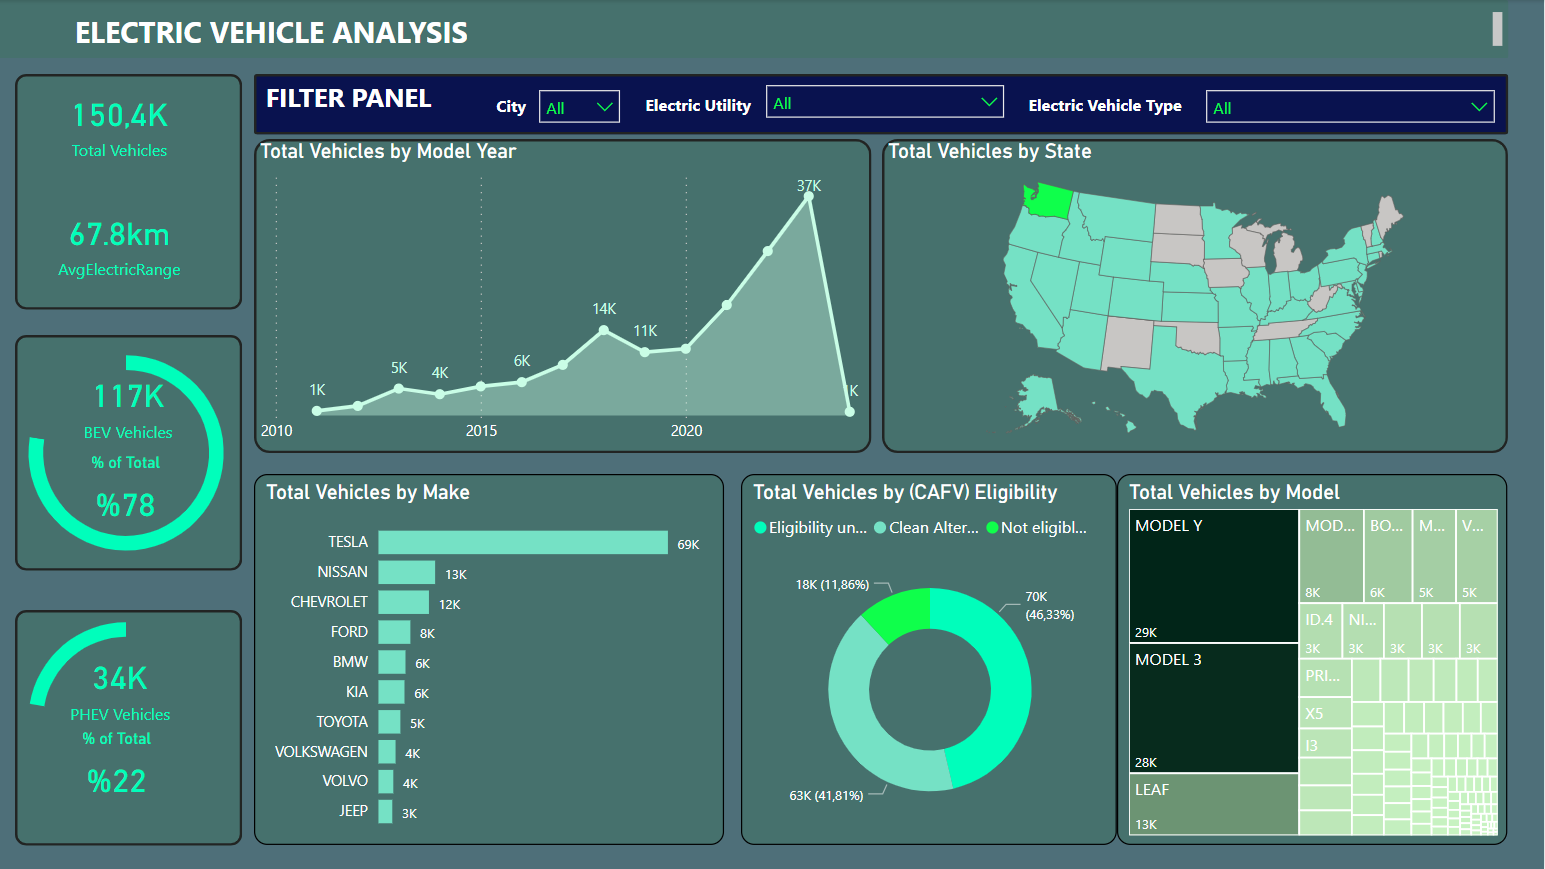 ELECTRIC VEHICLE ANALYSIS
150,4K
Total Vehicles
67.8km
AvgElectricRange
117K
BEV Vehicles
% of Total
%78
34K
PHEV Vehicles
% of Total
%22
FILTER PANEL
City
All
Electric Utility
All
Electric Vehicle Type
All
Total Vehicles by Model Year
37K
14K
11K
6K
5K
4K
1K
K
2010
2015
2020
Total Vehicles by State
Total Vehicles by Make
TESLA 69K
NISSAN 13K
CHEVROLET 12K
FORD 8K
BMW 6K
KIA 6K
TOYOTA 5K
VOLKSWAGEN 4K
VOLVO 4K
JEEP 3K
Total Vehicles by (CAFV) Eligibility
Eligibility un... Clean Alter... Not eligibl...
18K (11,86%)
70K
(46,33%)
63K (41,81%)
Total Vehicles by Model
MODEL Y
29K
MODEL 3
28K
LEAF
13K
MOD...
8K
BO...
6K
M...
5K
V...
5K
ID.4
3K
NI...
3K
3K
3K
3K
PRI...
X5
I3